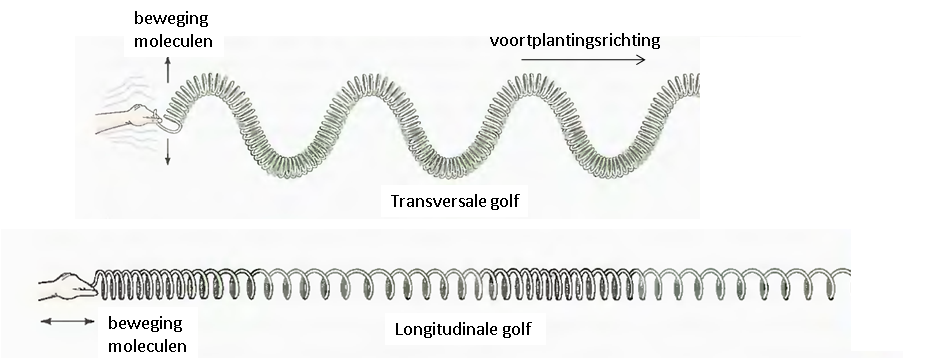 beweging
moleculen
voortplantingsrichting
Transversale golf
beweging
moleculen
Longitudinale golf